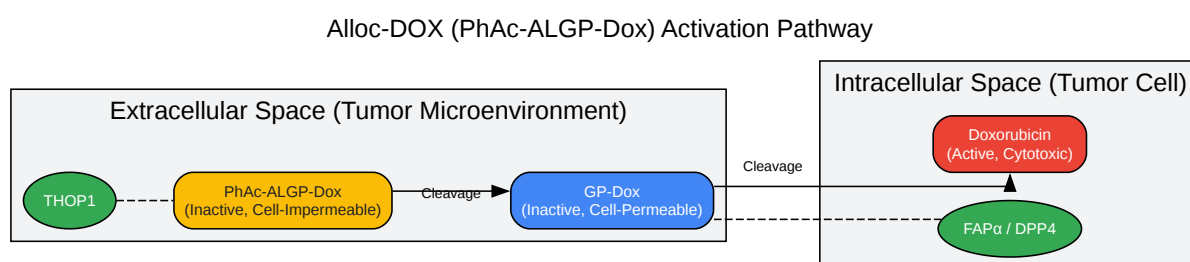 Alloc-DOX (PhAc-ALGP-Dox) Activation Pathway
Extracellular Space (Tumor Microenvironment)
THOP1
PhAc-ALGP-Dox
(Inactive, Cell-Impermeable)
Cleavage
GP-Dox
(Inactive, Cell-Permeable)
Cleavage
Intracellular Space (Tumor Cell)
Doxorubicin
(Active, Cytotoxic)
FAPα / DPP4